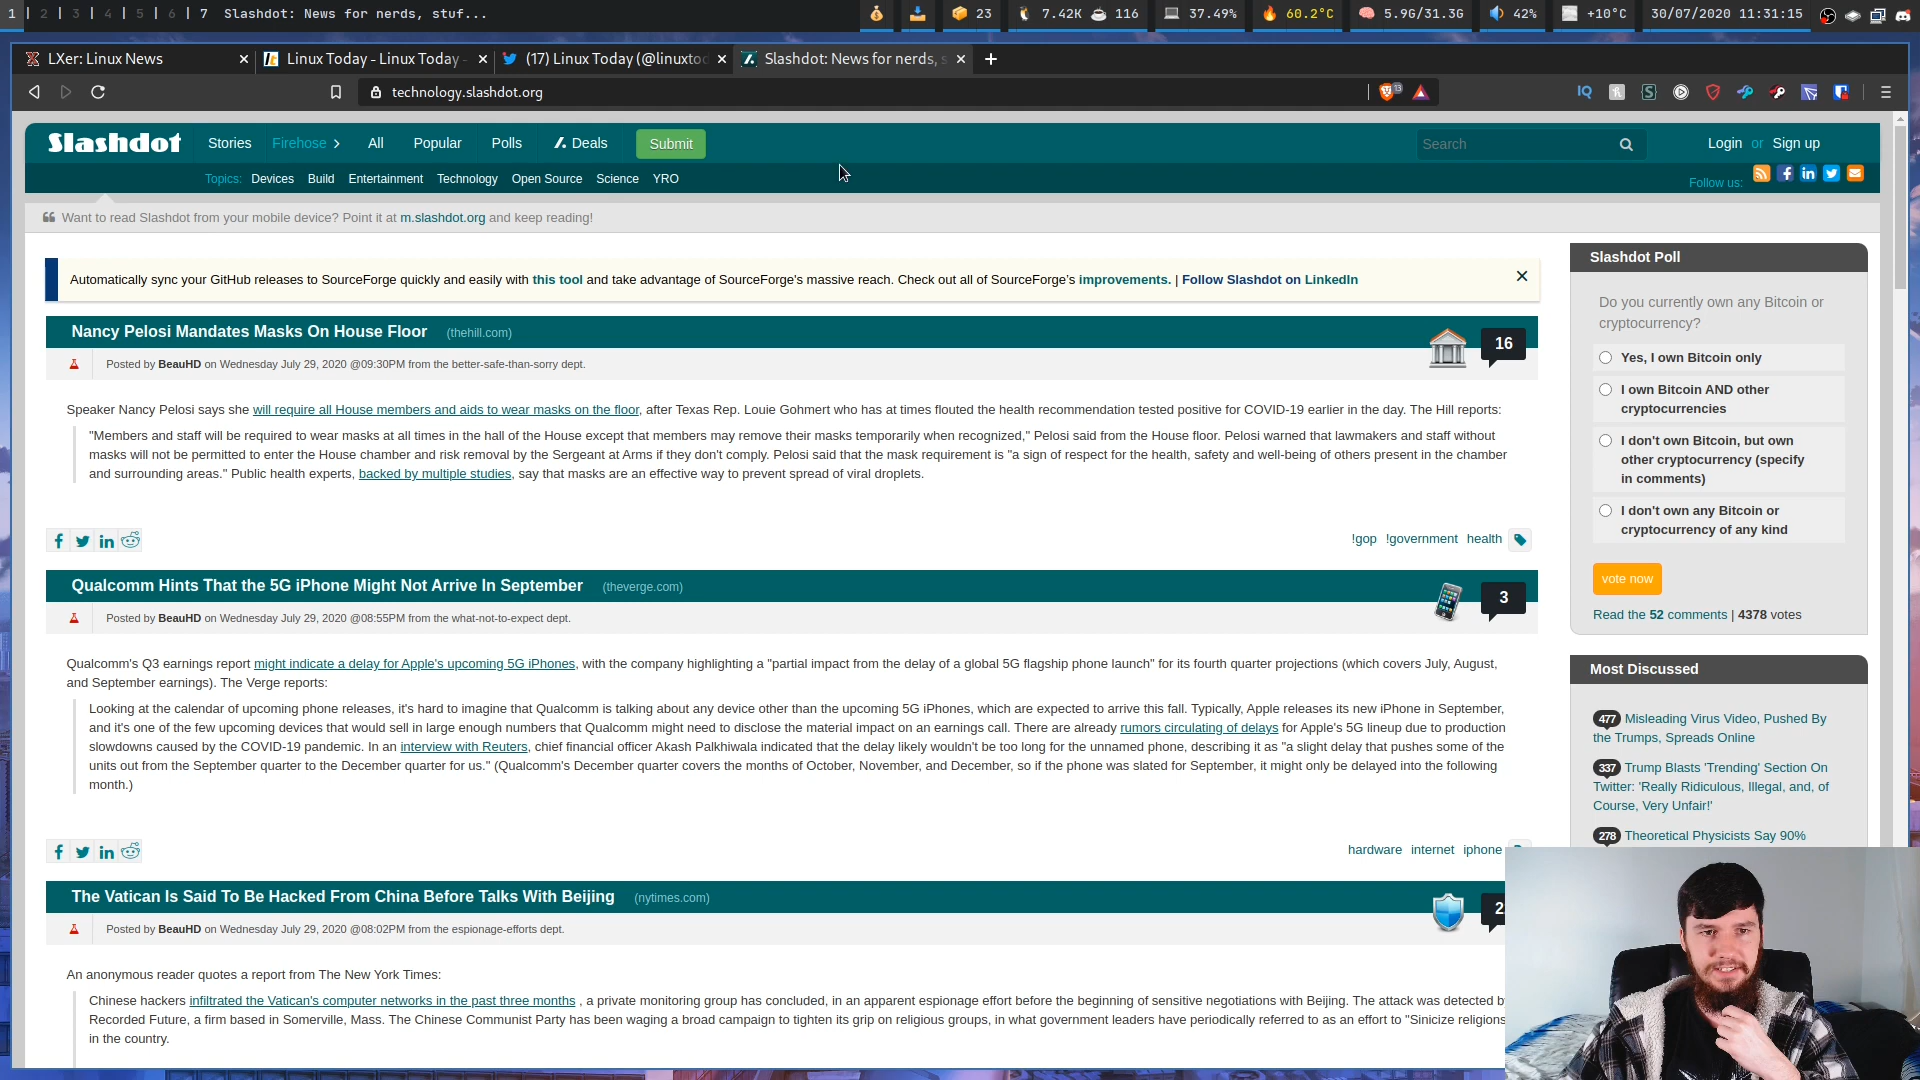 1 | 2 | 3 | 4 | 5 | 6 | 7 Slashdot: News for nerds, stuf...
23 7.42K 116 37.49% 60.2°C 5.9G/31.3G 42% +10°C 30/07/2020 11:31:15
LXer: Linux News
Linux Today - Linux Today -
(17) Linux Today (@linuxtod
Slashdot: News for nerds, s
technology.slashdot.org
13
IQ
Slashdot
Stories Firehose > All Popular Polls Deals Submit
Search
Login or Sign up
Topics: Devices Build Entertainment Technology Open Source Science YRO
Follow us:
Want to read Slashdot from your mobile device? Point it at m.slashdot.org and keep reading!
Automatically sync your GitHub releases to SourceForge quickly and easily with this tool and take advantage of SourceForge's massive reach. Check out all of SourceForge's improvements. | Follow Slashdot on LinkedIn
Nancy Pelosi Mandates Masks On House Floor (thehill.com)
16
Posted by BeauHD on Wednesday July 29, 2020 @09:30PM from the better-safe-than-sorry dept.
Speaker Nancy Pelosi says she will require all House members and aids to wear masks on the floor, after Texas Rep. Louie Gohmert who has at times flouted the health recommendation tested positive for COVID-19 earlier in the day. The Hill reports:
"Members and staff will be required to wear masks at all times in the hall of the House except that members may remove their masks temporarily when recognized," Pelosi said from the House floor. Pelosi warned that lawmakers and staff without
masks will not be permitted to enter the House chamber and risk removal by the Sergeant at Arms if they don't comply. Pelosi said that the mask requirement is "a sign of respect for the health, safety and well-being of others present in the chamber
and surrounding areas." Public health experts, backed by multiple studies, say that masks are an effective way to prevent spread of viral droplets.
!gop !government health
Qualcomm Hints That the 5G iPhone Might Not Arrive In September (theverge.com)
3
Posted by BeauHD on Wednesday July 29, 2020 @08:55PM from the what-not-to-expect dept.
Qualcomm's Q3 earnings report might indicate a delay for Apple's upcoming 5G iPhones, with the company highlighting a "partial impact from the delay of a global 5G flagship phone launch" for its fourth quarter projections (which covers July, August,
and September earnings). The Verge reports:
Looking at the calendar of upcoming phone releases, it's hard to imagine that Qualcomm is talking about any device other than the upcoming 5G iPhones, which are expected to arrive this fall. Typically, Apple releases its new iPhone in September,
and it's one of the few upcoming devices that would sell in large enough numbers that Qualcomm might need to disclose the material impact on an earnings call. There are already rumors circulating of delays for Apple's 5G lineup due to production
slowdowns caused by the COVID-19 pandemic. In an interview with Reuters, chief financial officer Akash Palkhiwala indicated that the delay likely wouldn't be too long for the unnamed phone, describing it as "a slight delay that pushes some of the
units out from the September quarter to the December quarter for us." (Qualcomm's December quarter covers the months of October, November, and December, so if the phone was slated for September, it might only be delayed into the following
month.)
hardware internet iphone
The Vatican Is Said To Be Hacked From China Before Talks With Beijing (nytimes.com)
2
Posted by BeauHD on Wednesday July 29, 2020 @08:02PM from the espionage-efforts dept.
An anonymous reader quotes a report from The New York Times:
Chinese hackers infiltrated the Vatican's computer networks in the past three months , a private monitoring group has concluded, in an apparent espionage effort before the beginning of sensitive negotiations with Beijing. The attack was detected b
Recorded Future, a firm based in Somerville, Mass. The Chinese Communist Party has been waging a broad campaign to tighten its grip on religious groups, in what government leaders have periodically referred to as an effort to "Sinicize religions
in the country.
Slashdot Poll
Do you currently own any Bitcoin or
cryptocurrency?
Yes, I own Bitcoin only
I own Bitcoin AND other
cryptocurrencies
I don't own Bitcoin, but own
other cryptocurrency (specify
in comments)
I don't own any Bitcoin or
cryptocurrency of any kind
vote now
Read the 52 comments | 4378 votes
Most Discussed
477 Misleading Virus Video, Pushed By
the Trumps, Spreads Online
337 Trump Blasts 'Trending' Section On
Twitter: 'Really Ridiculous, Illegal, and, of
Course, Very Unfair!'
278 Theoretical Physicists Say 90%